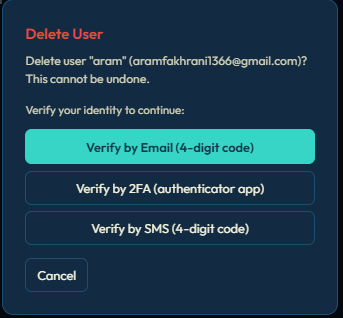 Delete User
Delete user "aram" (aramfakhrani1366@gmail.com)?
This cannot be undone.
Verify your identity to continue:
Verify by Email (4-digit code)
Verify by 2FA (authenticator app)
Verify by SMS (4-digit code)
Cancel